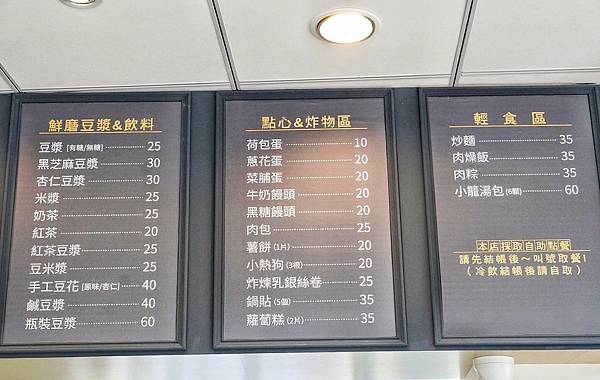 鮮磨豆漿&飲料
豆漿 [有糖/無糖] 25
黑芝麻豆漿 30
杏仁豆漿 30
米漿 25
奶茶 25
紅茶 20
紅茶豆漿 25
豆米漿 25
手工豆花 [原味/杏仁] 40
鹹豆漿 40
瓶裝豆漿 60
點心&炸物區
荷包蛋 10
蔥花蛋 20
菜脯蛋 20
牛奶饅頭 20
黑糖饅頭 20
肉包 25
薯餅 (1片) 20
小熱狗 (3根) 20
炸煉乳銀絲卷 25
鍋貼 (5個) 35
蘿蔔糕 (2片) 35
輕食區
炒麵 35
肉燥飯 35
肉粽 35
小籠湯包 (6顆) 60
本店採取自助點餐
請先結帳後～叫號取餐！
（冷飲結帳後請自取）